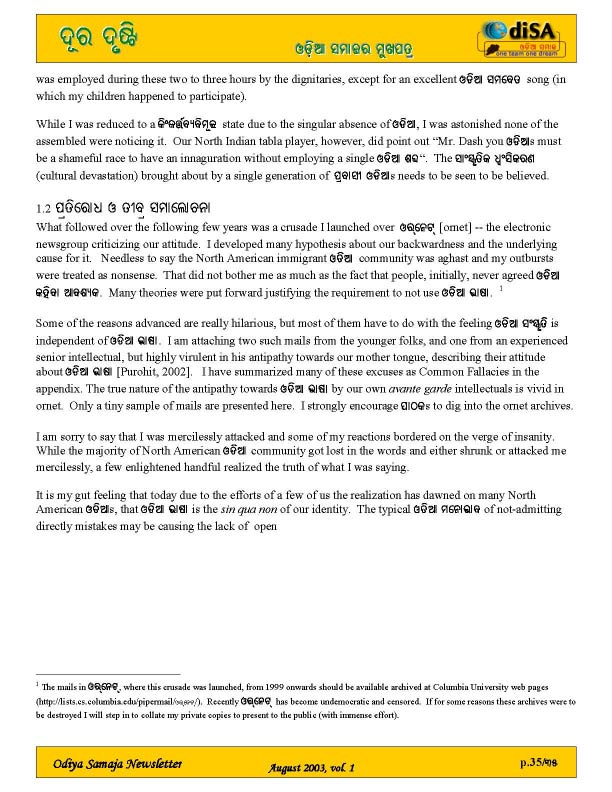 ଦୂର ଦୃଷ୍ଟି
ଓଡ଼ିଆ ସମାଜର ମୁଖପତ୍ର
diSA
ଓଡ଼ିଆ ସମାଜ
one team one dream
was employed during these two to three hours by the dignitaries, except for an excellent ଓଡିଆ ସମବେତ song (in
which my children happened to participate).
While I was reduced to a କିଂକର୍ତ୍ତବ୍ୟବିମୂଢ state due to the singular absence of ଓଡିଆ, I was astonished none of the
assembled were noticing it. Our North Indian tabla player, however, did point out “Mr. Dash you ଓଡିଆs must
be a shameful race to have an innaguration without employing a single ଓଡିଆ ଶବ୍ଦ“. The ସାଂସ୍କୃତିକ ଧ୍ୱଂସିକରଣ
(cultural devastation) brought about by a single generation of ପ୍ରବାସୀ ଓଡିଆs needs to be seen to be believed.
1.2 ପ୍ରତିରୋଧ ଓ ତୀବ୍ର ସମାଲୋଚନା
What followed over the following few years was a crusade I launched over ଓର୍ନେଟ୍ [ornet] -- the electronic
newsgroup criticizing our attitude. I developed many hypothesis about our backwardness and the underlying
cause for it. Needless to say the North American immigrant ଓଡିଆ community was aghast and my outbursts
were treated as nonsense. That did not bother me as much as the fact that people, initially, never agreed ଓଡିଆ
କହିବା ଆବଶ୍ୟକ. Many theories were put forward justifying the requirement to not use ଓଡିଆ ଭାଷା. 1
Some of the reasons advanced are really hilarious, but most of them have to do with the feeling ଓଡିଆ ସଂସ୍କୃତି is
independent of ଓଡିଆ ଭାଷା. I am attaching two such mails from the younger folks, and one from an experienced
senior intellectual, but highly virulent in his antipathy towards our mother tongue, describing their attitude
about ଓଡିଆ ଭାଷା [Purohit, 2002]. I have summarized many of these excuses as Common Fallacies in the
appendix. The true nature of the antipathy towards ଓଡିଆ ଭାଷା by our own avante garde intellectuals is vivid in
ornet. Only a tiny sample of mails are presented here. I strongly encourage ପାଠକs to dig into the ornet archives.
I am sorry to say that I was mercilessly attacked and some of my reactions bordered on the verge of insanity.
While the majority of North American ଓଡିଆ community got lost in the words and either shrunk or attacked me
mercilessly, a few enlightened handful realized the truth of what I was saying.
It is my gut feeling that today due to the efforts of a few of us the realization has dawned on many North
American ଓଡିଆs, that ଓଡିଆ ଭାଷା is the sin qua non of our identity. The typical ଓଡିଆ ମନୋଭାବ of not-admitting
directly mistakes may be causing the lack of open
1 The mails in ଓର୍ନେଟ୍, where this crusade was launched, from 1999 onwards should be available archived at Columbia University web pages
(http://lists.cs.columbia.edu/pipermail/). Recently ଓର୍ନେଟ୍ has become undemocratic and censored. If for some reasons these archives were to
be destroyed I will step in to collate my private copies to present to the public (with immense effort).
Odiya Samaja Newsletter
August 2003, vol. 1
p.35/୩୫